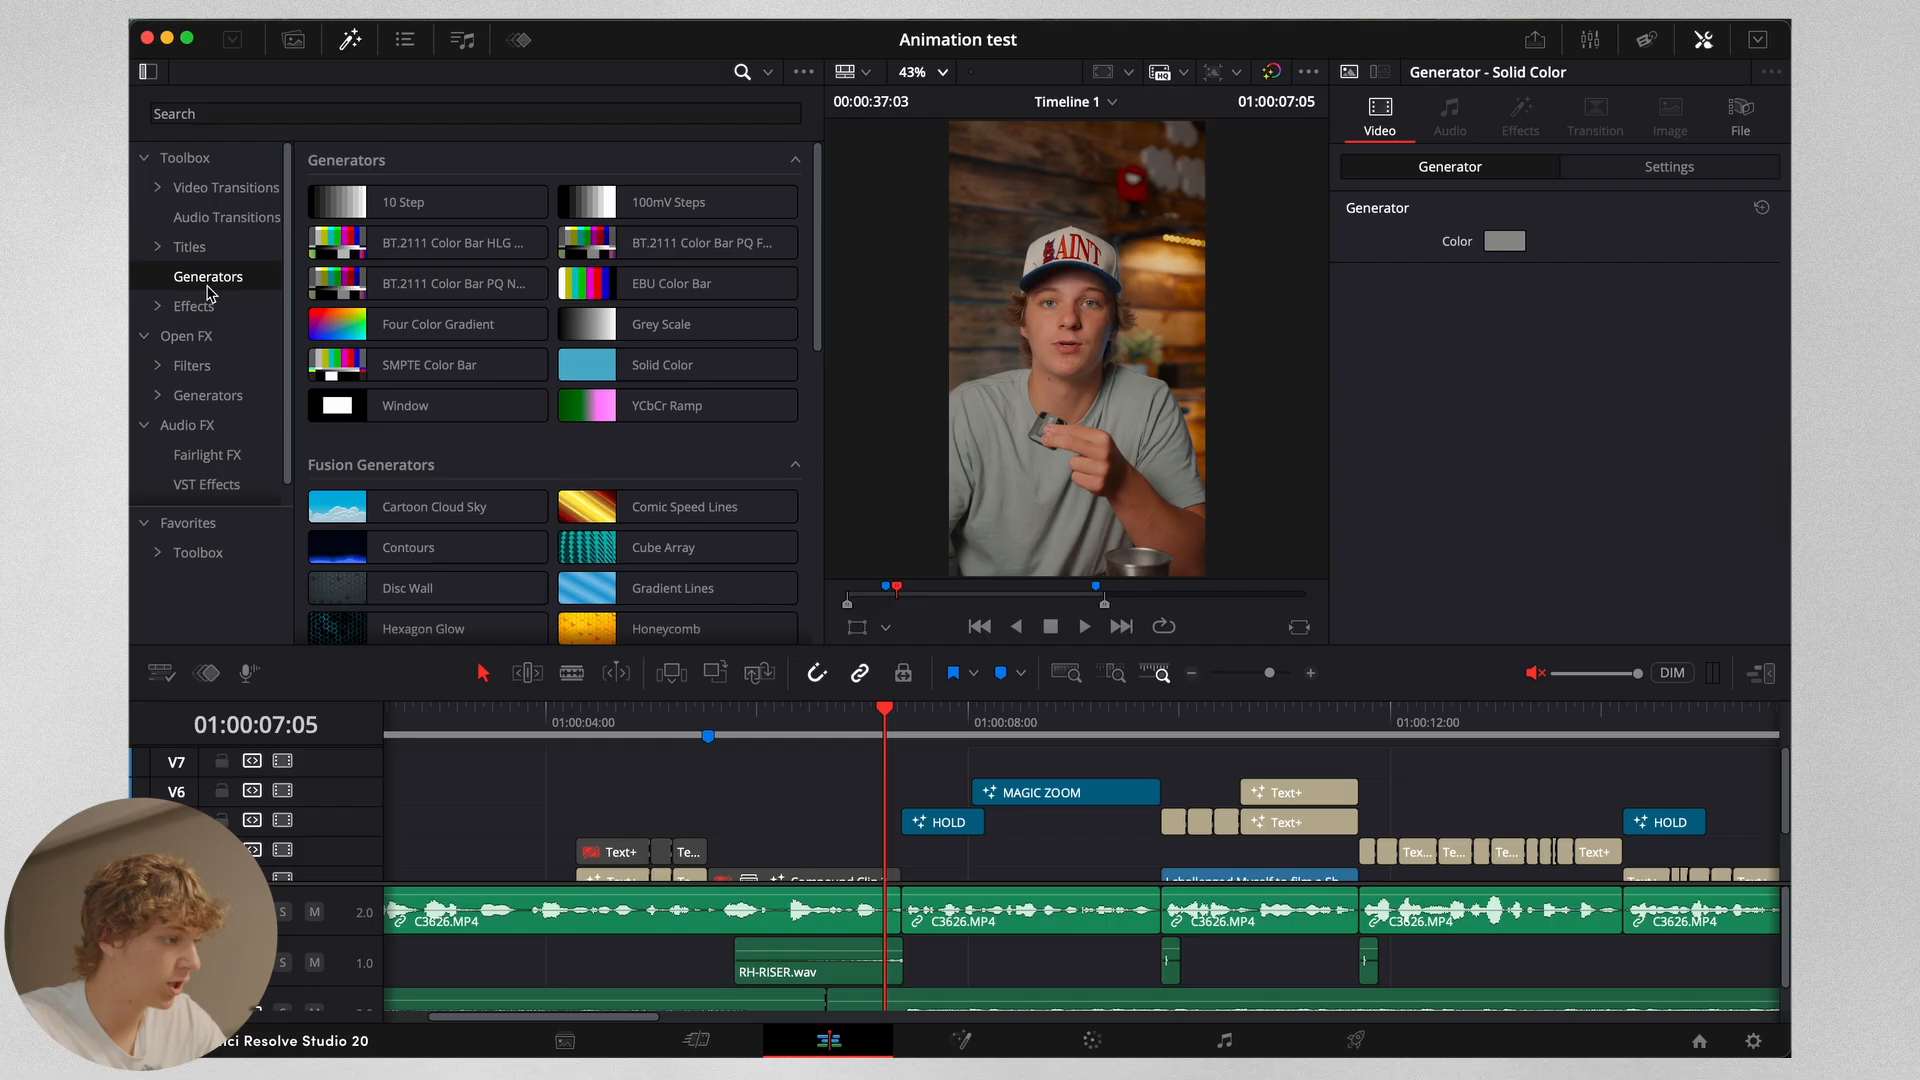 Animation test
43%
Generator - Solid Color
Search
00:00:37:03
Timeline 1
01:00:07:05
Video
Audio
Effects
Transition
Image
File
Generator
Settings
Generator
Color
Toolbox
Video Transitions
Audio Transitions
Titles
Generators
Effects
Open FX
Filters
Generators
Audio FX
Fairlight FX
VST Effects
Favorites
Toolbox
Generators
10 Step
100mV Steps
BT.2111 Color Bar HLG ...
BT.2111 Color Bar PQ F...
BT.2111 Color Bar PQ N...
EBU Color Bar
Four Color Gradient
Grey Scale
SMPTE Color Bar
Solid Color
Window
YCbCr Ramp
Fusion Generators
Cartoon Cloud Sky
Comic Speed Lines
Contours
Cube Array
Disc Wall
Gradient Lines
Hexagon Glow
Honeycomb
AINT
DIM
01:00:07:05
01:00:04:00
01:00:08:00
01:00:12:00
V7
V6
MAGIC ZOOM
Text+
HOLD
Text+
HOLD
Text+
Te...
Tex...
Te...
Te...
Text+
S
M
2.0
C3626.MP4
C3626.MP4
C3626.MP4
C3626.MP4
C3626.MP4
S
M
1.0
RH-RISER.wav
ci Resolve Studio 20